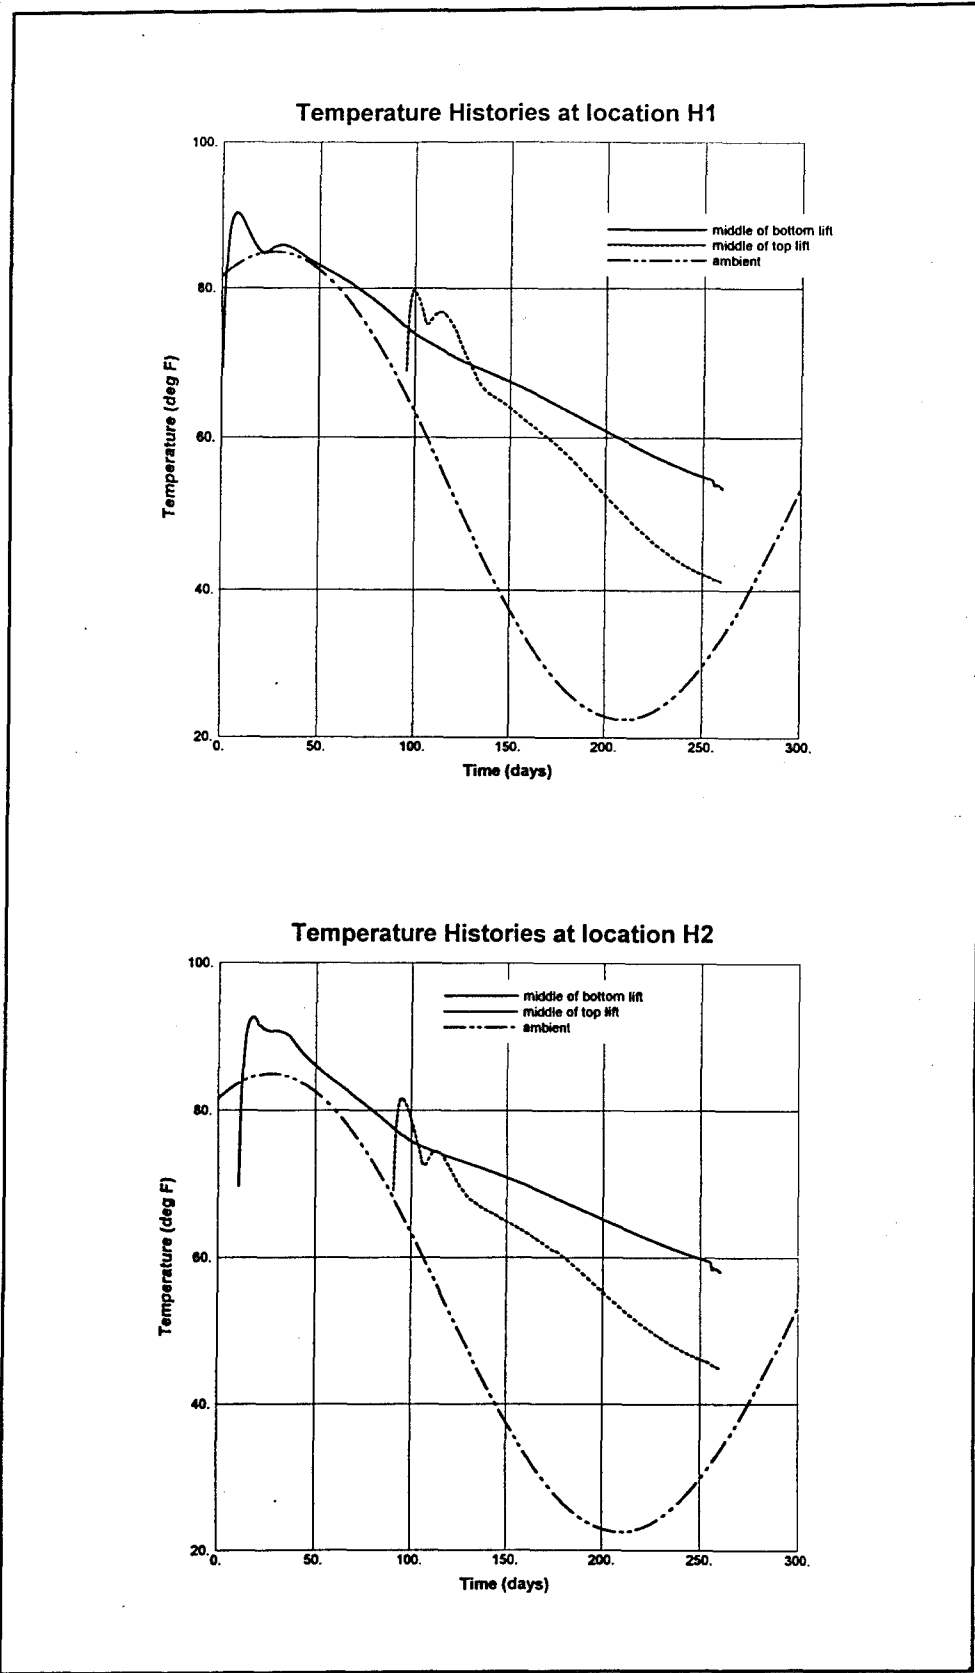 Temperature Histories at location H1
100.
80.
60.
40.
20.
Temperature (deg F)
middle of bottom lift
middle of top lift
ambient
0. 50. 100. 150. 200. 250. 300.
Time (days)
Temperature Histories at location H2
100.
80.
60.
40.
20.
Temperature (deg F)
middle of bottom lift
middle of top lift
ambient
0. 50. 100. 150. 200. 250. 300.
Time (days)